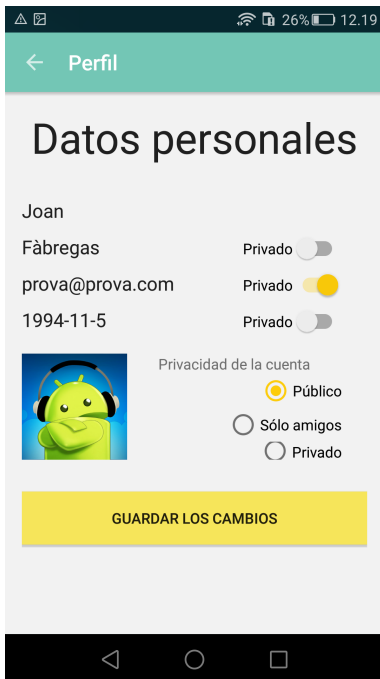 26% 12.19
Perfil
Datos personales
Joan
Fàbregas Privado
prova@prova.com Privado
1994-11-5 Privado
Privacidad de la cuenta
Público
Sólo amigos
Privado
GUARDAR LOS CAMBIOS